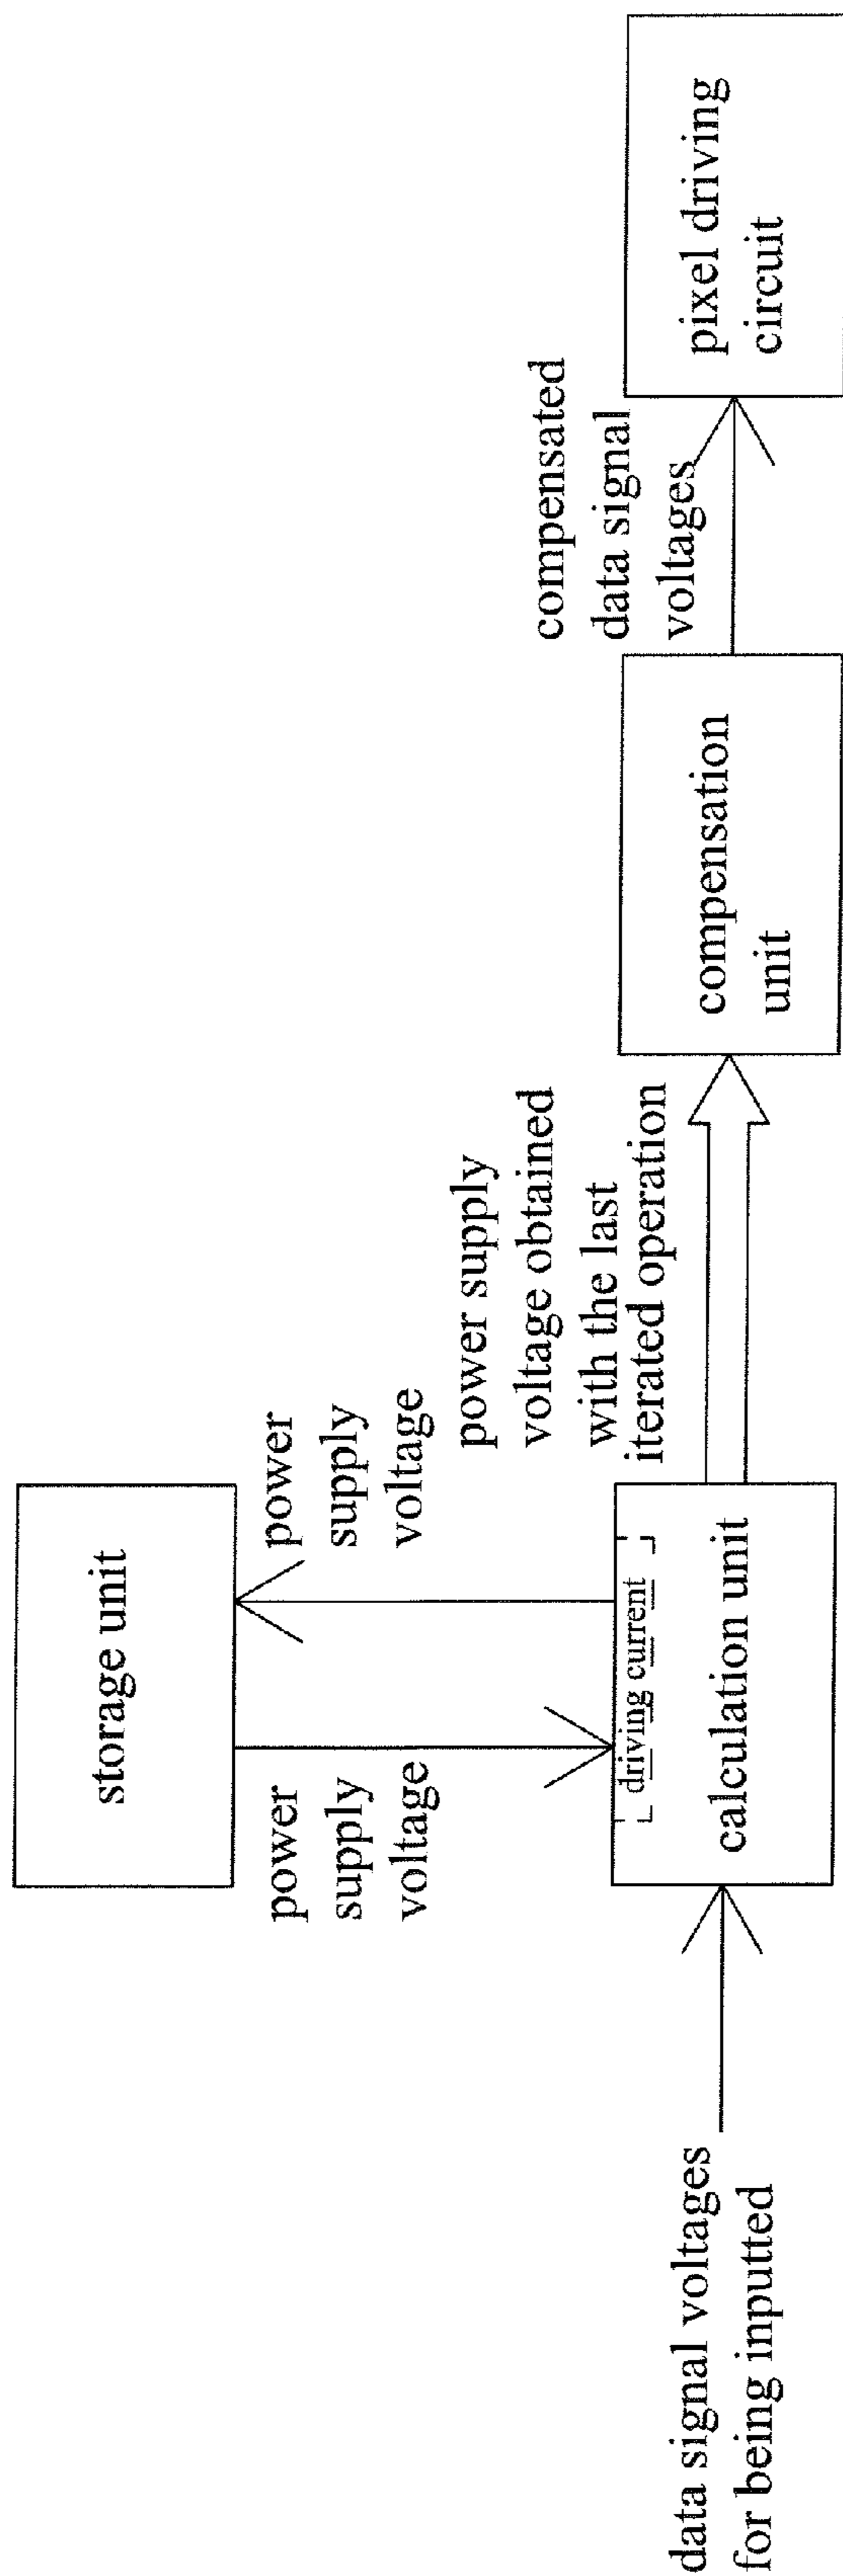 storage unit
power
supply
voltage
power
supply
voltage
data signal voltages
for being inputted
driving current
calculation unit
power supply
voltage obtained
with the last
iterated operation
compensation
unit
compensated
data signal
voltages
pixel driving
circuit